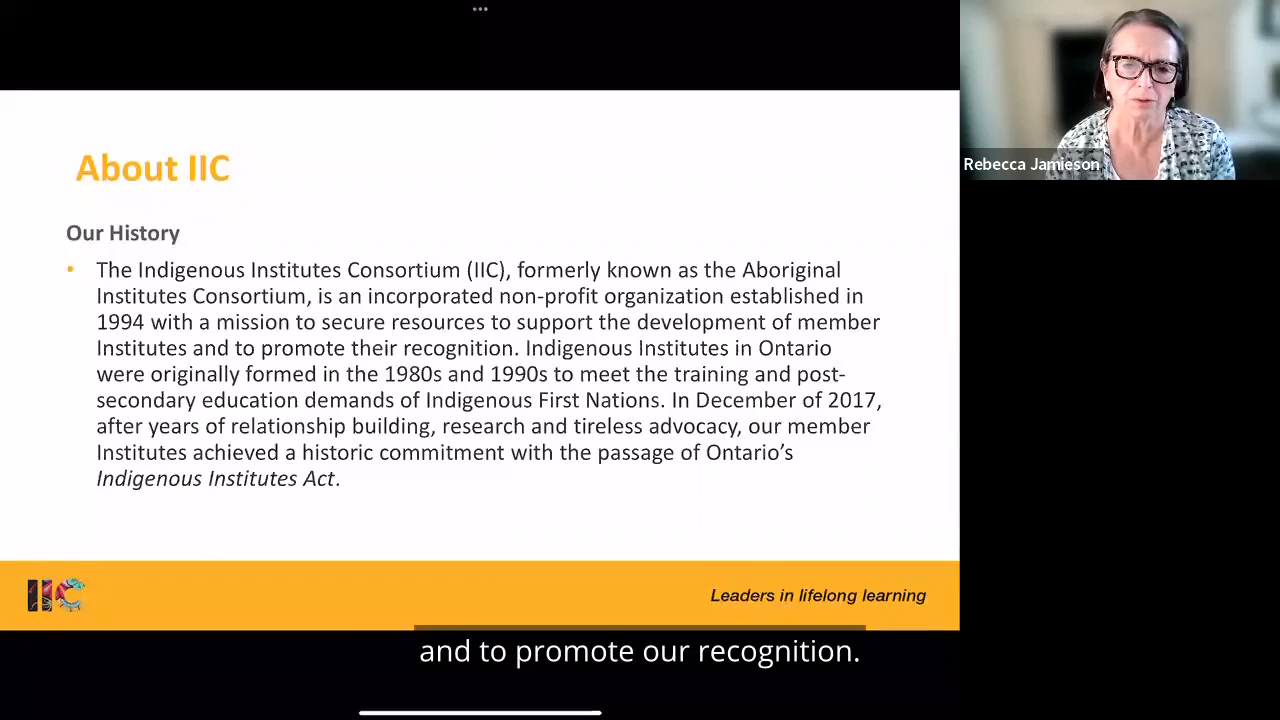 About IIC
Our History
• The Indigenous Institutes Consortium (IIC), formerly known as the Aboriginal
Institutes Consortium, is an incorporated non-profit organization established in
1994 with a mission to secure resources to support the development of member
Institutes and to promote their recognition. Indigenous Institutes in Ontario
were originally formed in the 1980s and 1990s to meet the training and post-
secondary education demands of Indigenous First Nations. In December of 2017,
after years of relationship building, research and tireless advocacy, our member
Institutes achieved a historic commitment with the passage of Ontario’s
Indigenous Institutes Act.
IIC
Leaders in lifelong learning
and to promote our recognition.
Rebecca Jamieson